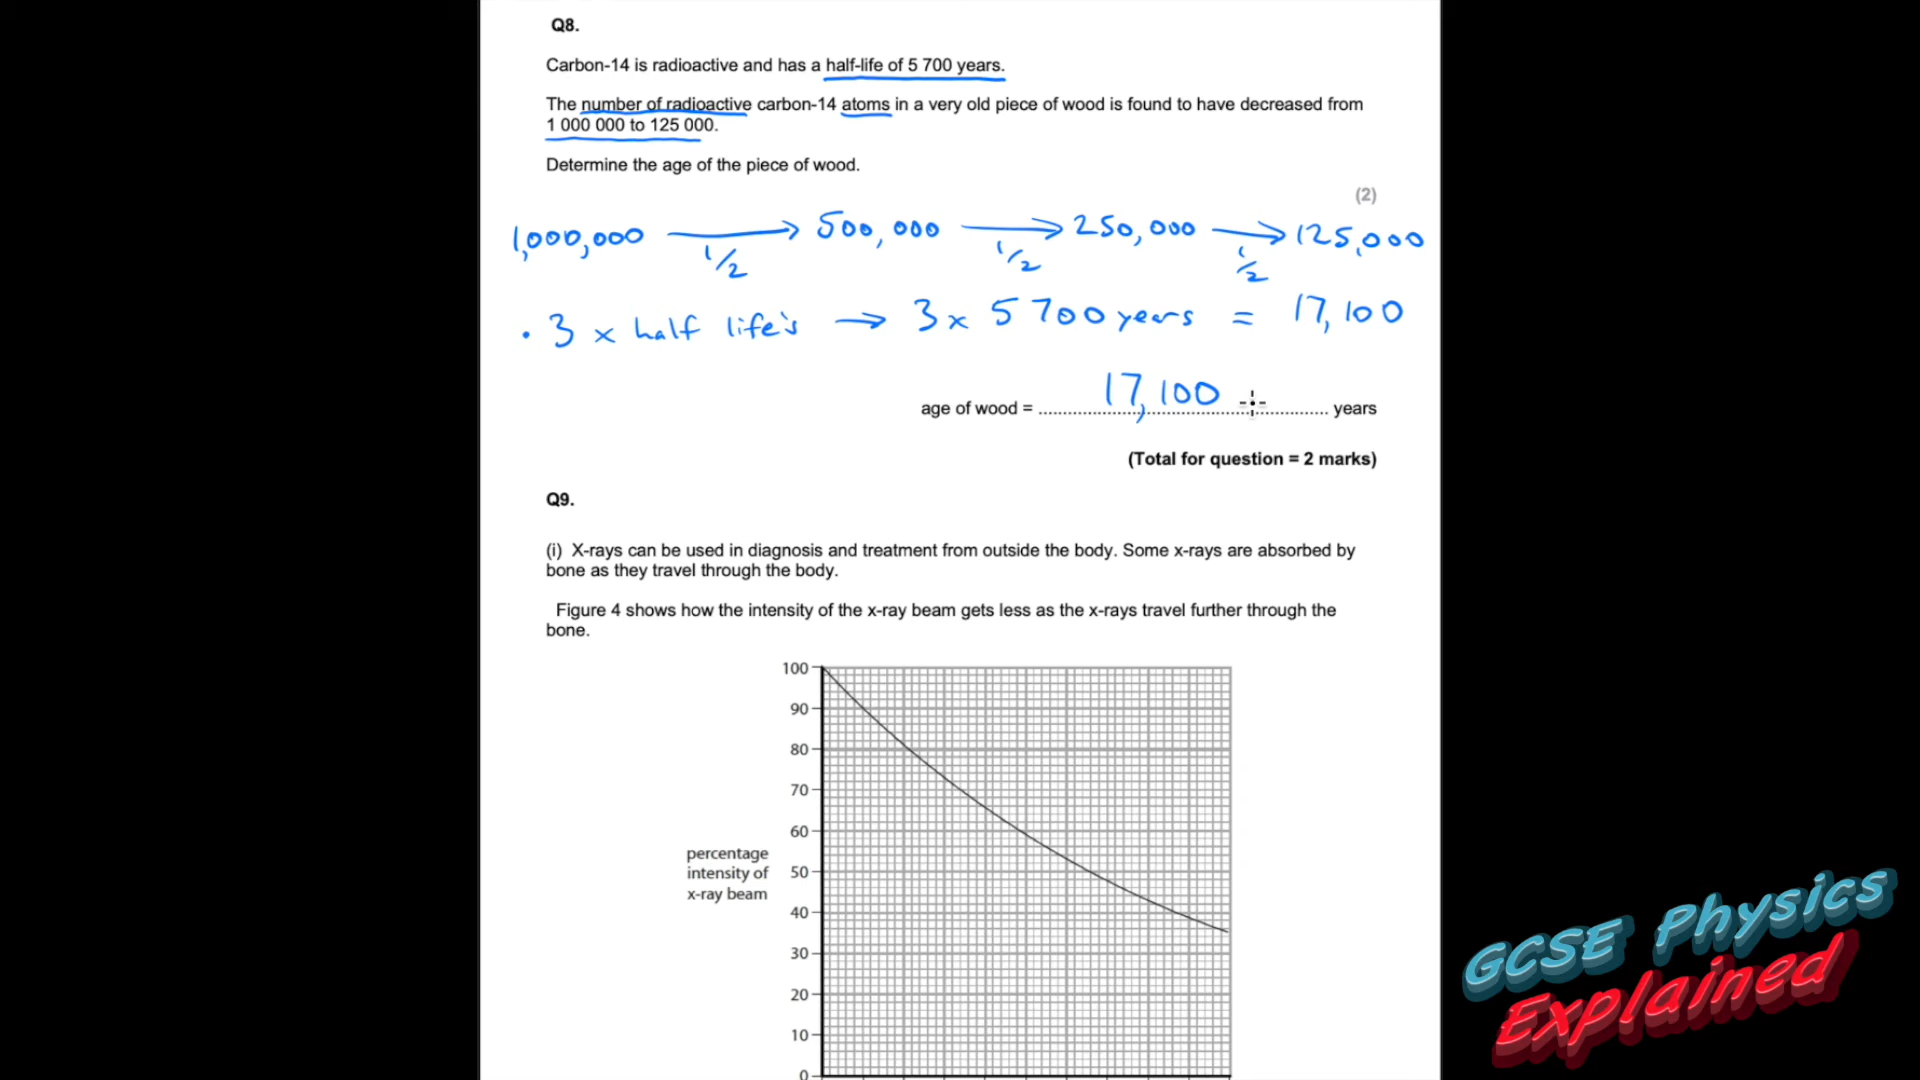 Q8.
Carbon-14 is radioactive and has a half-life of 5 700 years.
The number of radioactive carbon-14 atoms in a very old piece of wood is found to have decreased from
1 000 000 to 125 000.
Determine the age of the piece of wood.
(2)
1,000,000 → 500,000 → 250,000 → 125,000
1/2 1/2 1/2
• 3 x half life's → 3 x 5 700 years = 17,100
17,100
age of wood = .......................................................... years
(Total for question = 2 marks)
Q9.
(i) X-rays can be used in diagnosis and treatment from outside the body. Some x-rays are absorbed by
bone as they travel through the body.
Figure 4 shows how the intensity of the x-ray beam gets less as the x-rays travel further through the
bone.
100
90
80
70
60
percentage
intensity of
x-ray beam
50
40
30
20
10
0
GCSE Physics
Explained